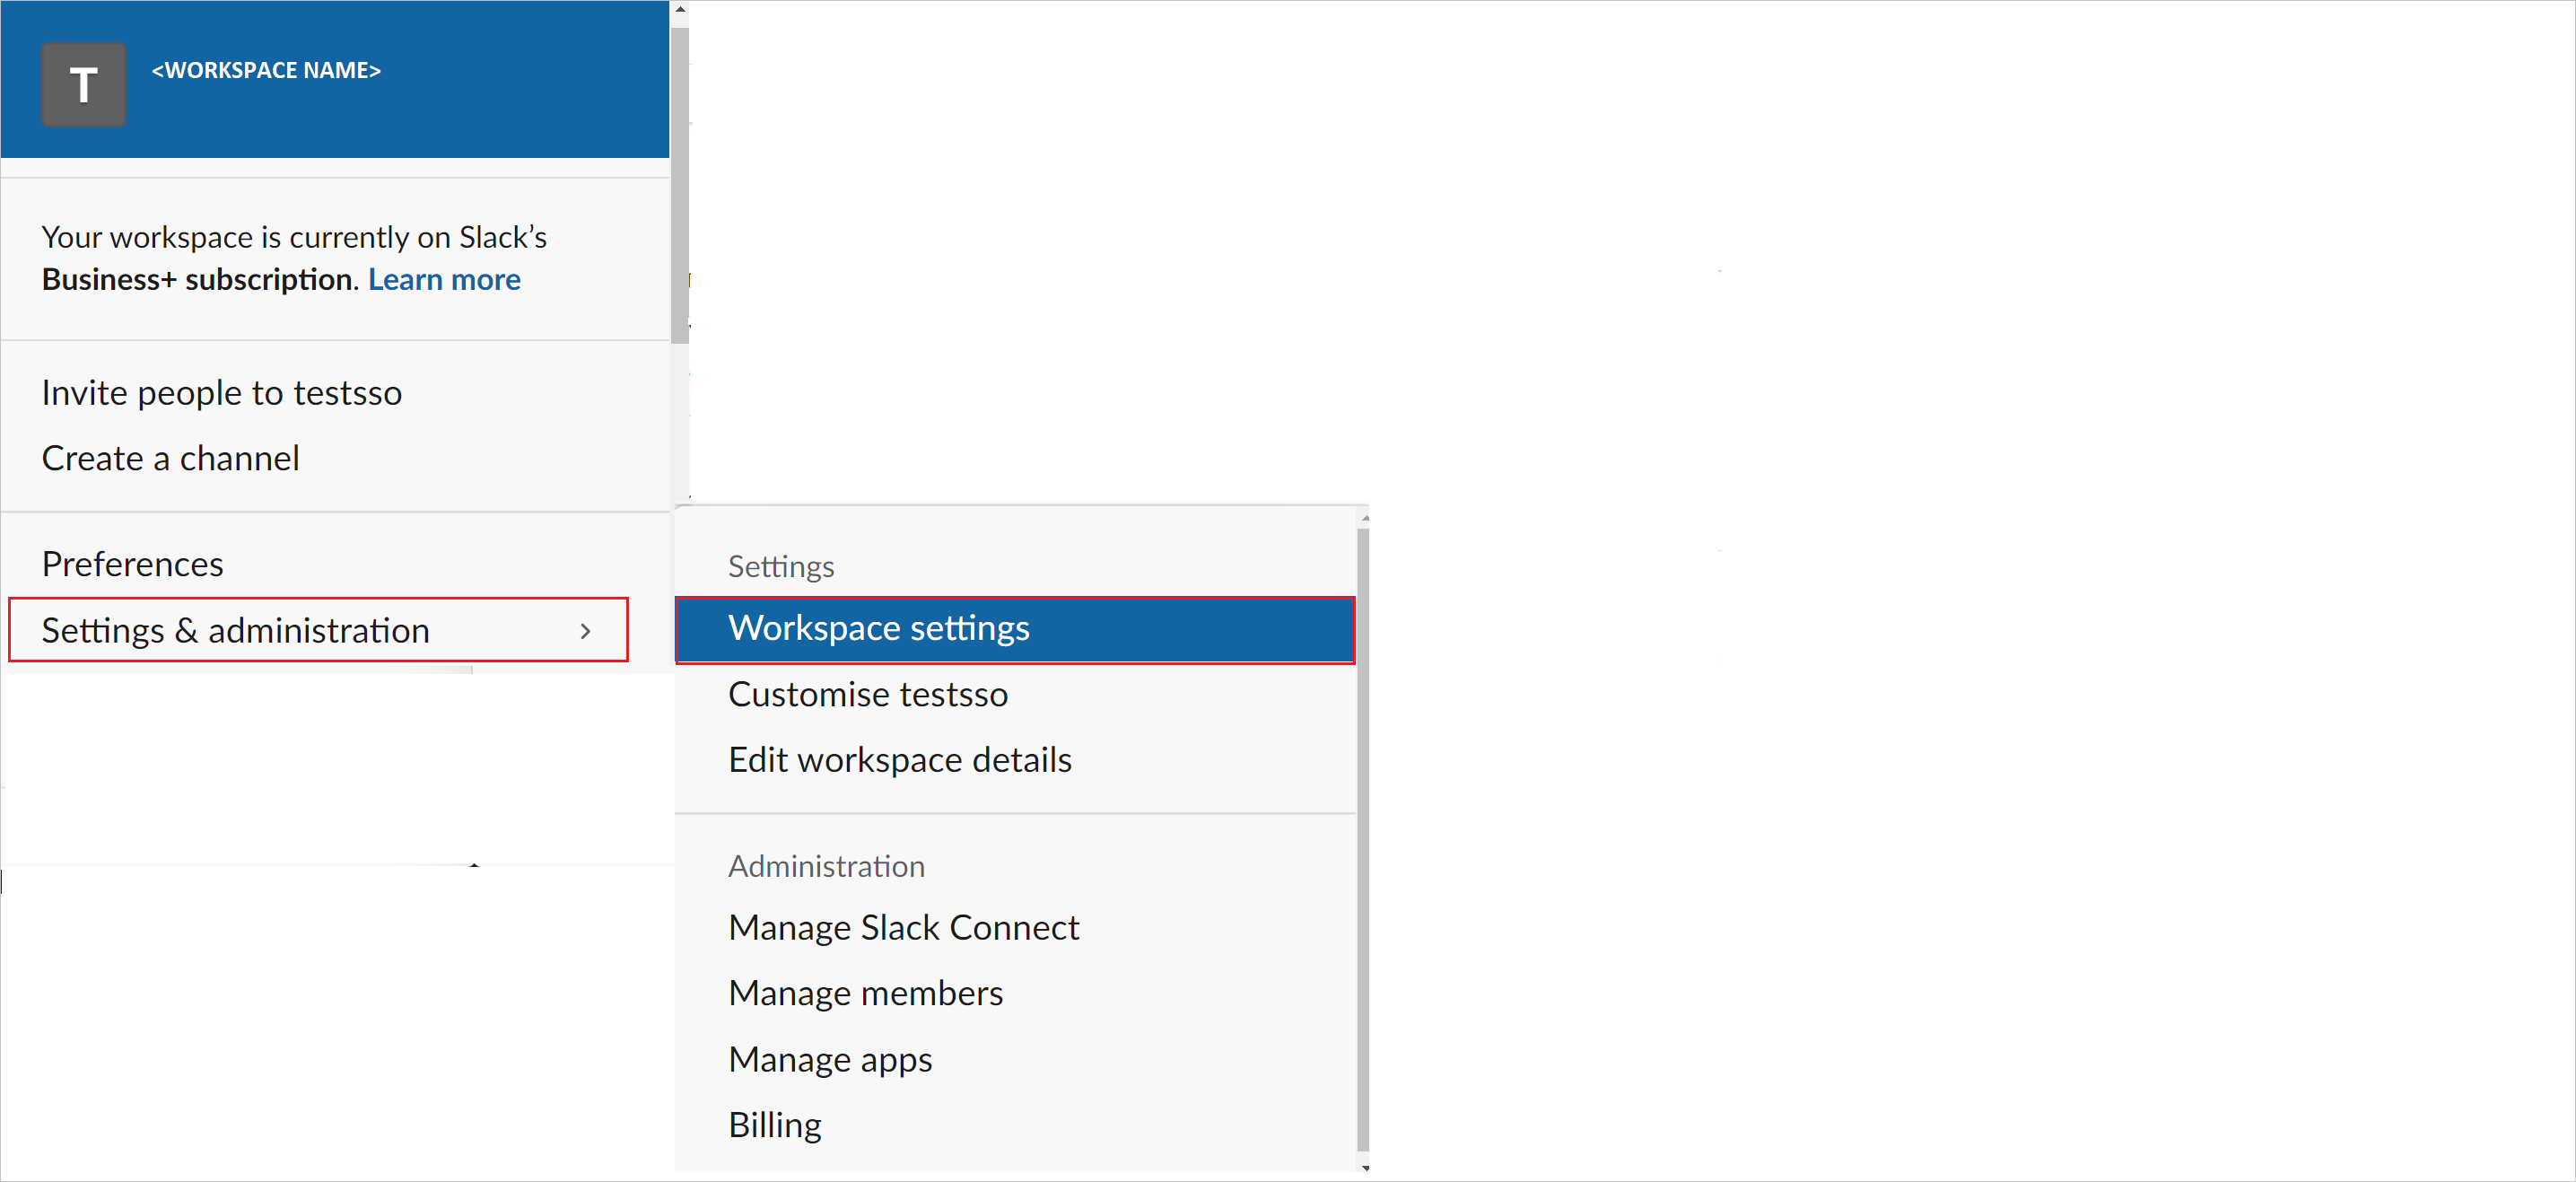 T
<WORKSPACE NAME>
Your workspace is currently on Slack’s
Business+ subscription. Learn more
Invite people to testsso
Create a channel
Preferences
Settings & administration
Settings
Workspace settings
Customise testsso
Edit workspace details
Administration
Manage Slack Connect
Manage members
Manage apps
Billing